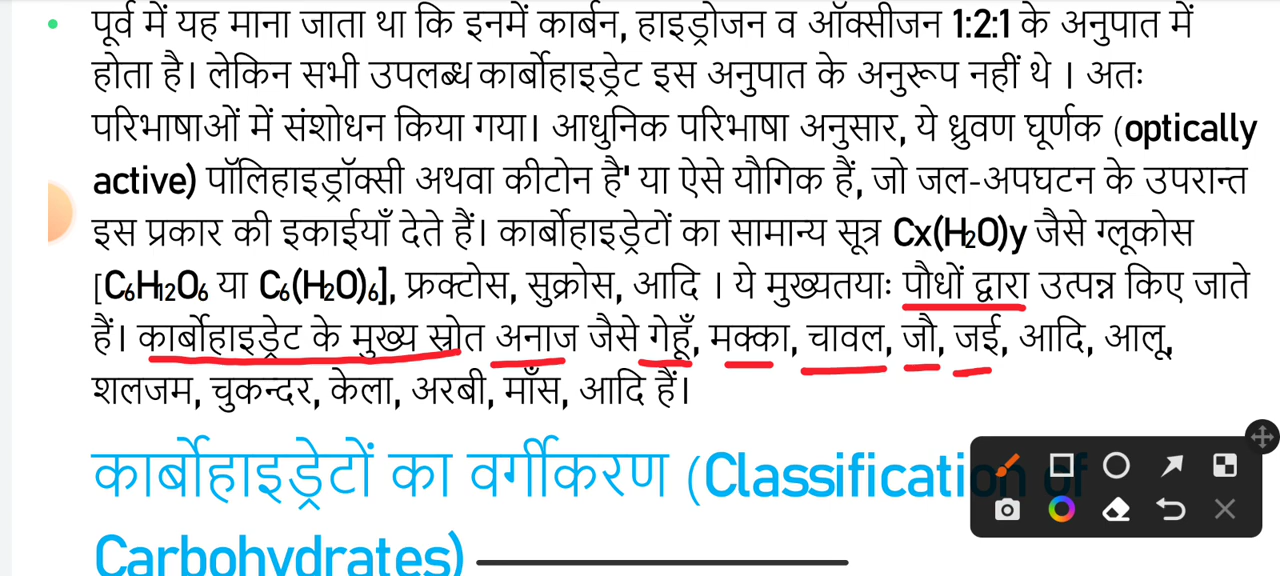 पूर्व में यह माना जाता था कि इनमें कार्बन, हाइड्रोजन व ऑक्सीजन 1:2:1 के अनुपात में
होता है। लेकिन सभी उपलब्ध कार्बोहाइड्रेट इस अनुपात के अनुरूप नहीं थे । अतः
परिभाषाओं में संशोधन किया गया। आधुनिक परिभाषा अनुसार, ये ध्रुवण घूर्णक (optically
active) पॉलिहाइड्रॉक्सी अथवा कीटोन है' या ऐसे यौगिक हैं, जो जल-अपघटन के उपरान्त
इस प्रकार की इकाईयाँ देते हैं। कार्बोहाइड्रेटों का सामान्य सूत्र Cx(H₂O)y जैसे ग्लूकोस
[C₆H₁₂O₆ या C₆(H₂O)₆], फ्रक्टोस, सुक्रोस, आदि । ये मुख्यतयाः पौधों द्वारा उत्पन्न किए जाते
हैं। कार्बोहाइड्रेट के मुख्य स्रोत अनाज जैसे गेहूँ, मक्का, चावल, जौ, जई, आदि, आलू,
शलजम, चुकन्दर, केला, अरबी, माँस, आदि हैं।
कार्बोहाइड्रेटों का वर्गीकरण (Classification of
Carbohydrates)